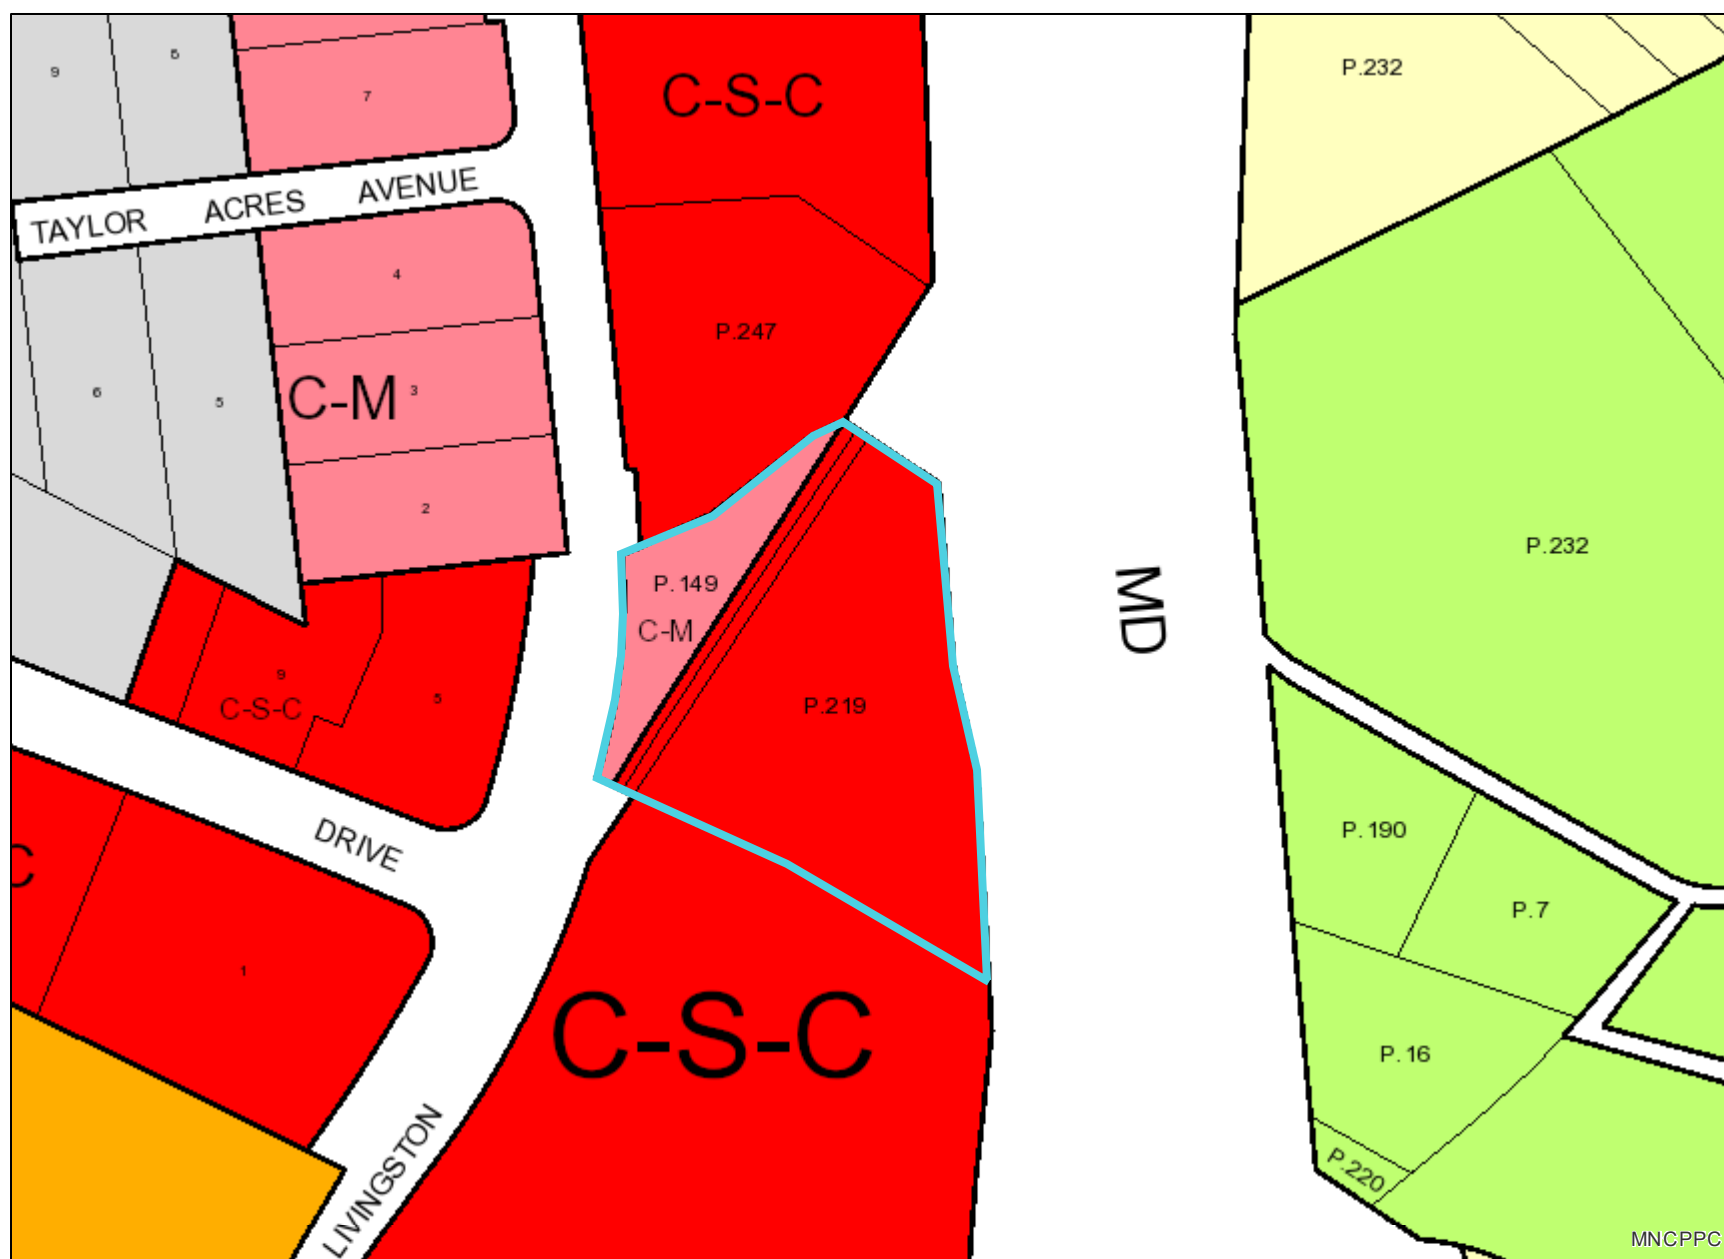 9
8
7
C-S-C
P.232
TAYLOR ACRES AVENUE
4
P.247
6
5
C-M
3
2
P.232
P. 149
C-M
MD
9
C-S-C
5
P.219
DRIVE
P. 190
C
P.7
1
C-S-C
P. 16
LIVINGSTON
P.220
MNCPPC